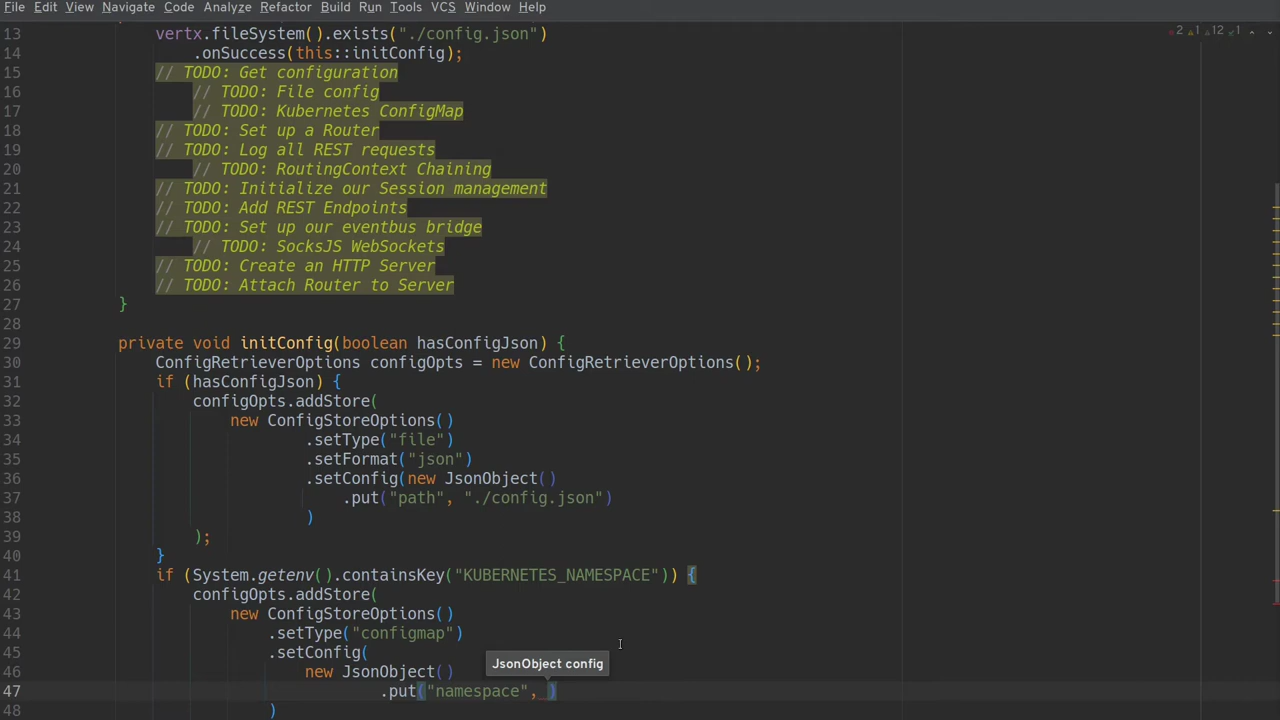 File Edit View Navigate Code Analyze Refactor Build Run Tools VCS Window Help
2 1 12 1
13 vertx.fileSystem().exists("./config.json")
14 .onSuccess(this::initConfig);
15 // TODO: Get configuration
16 // TODO: File config
17 // TODO: Kubernetes ConfigMap
18 // TODO: Set up a Router
19 // TODO: Log all REST requests
20 // TODO: RoutingContext Chaining
21 // TODO: Initialize our Session management
22 // TODO: Add REST Endpoints
23 // TODO: Set up our eventbus bridge
24 // TODO: SocksJS WebSockets
25 // TODO: Create an HTTP Server
26 // TODO: Attach Router to Server
27 }
28
29 private void initConfig(boolean hasConfigJson) {
30 ConfigRetrieverOptions configOpts = new ConfigRetrieverOptions();
31 if (hasConfigJson) {
32 configOpts.addStore(
33 new ConfigStoreOptions()
34 .setType("file")
35 .setFormat("json")
36 .setConfig(new JsonObject()
37 .put("path", "./config.json")
38 )
39 );
40 }
41 if (System.getenv().containsKey("KUBERNETES_NAMESPACE")) {
42 configOpts.addStore(
43 new ConfigStoreOptions()
44 .setType("configmap")
45 .setConfig(
JsonObject config
46 new JsonObject()
47 .put("namespace", )
48 )